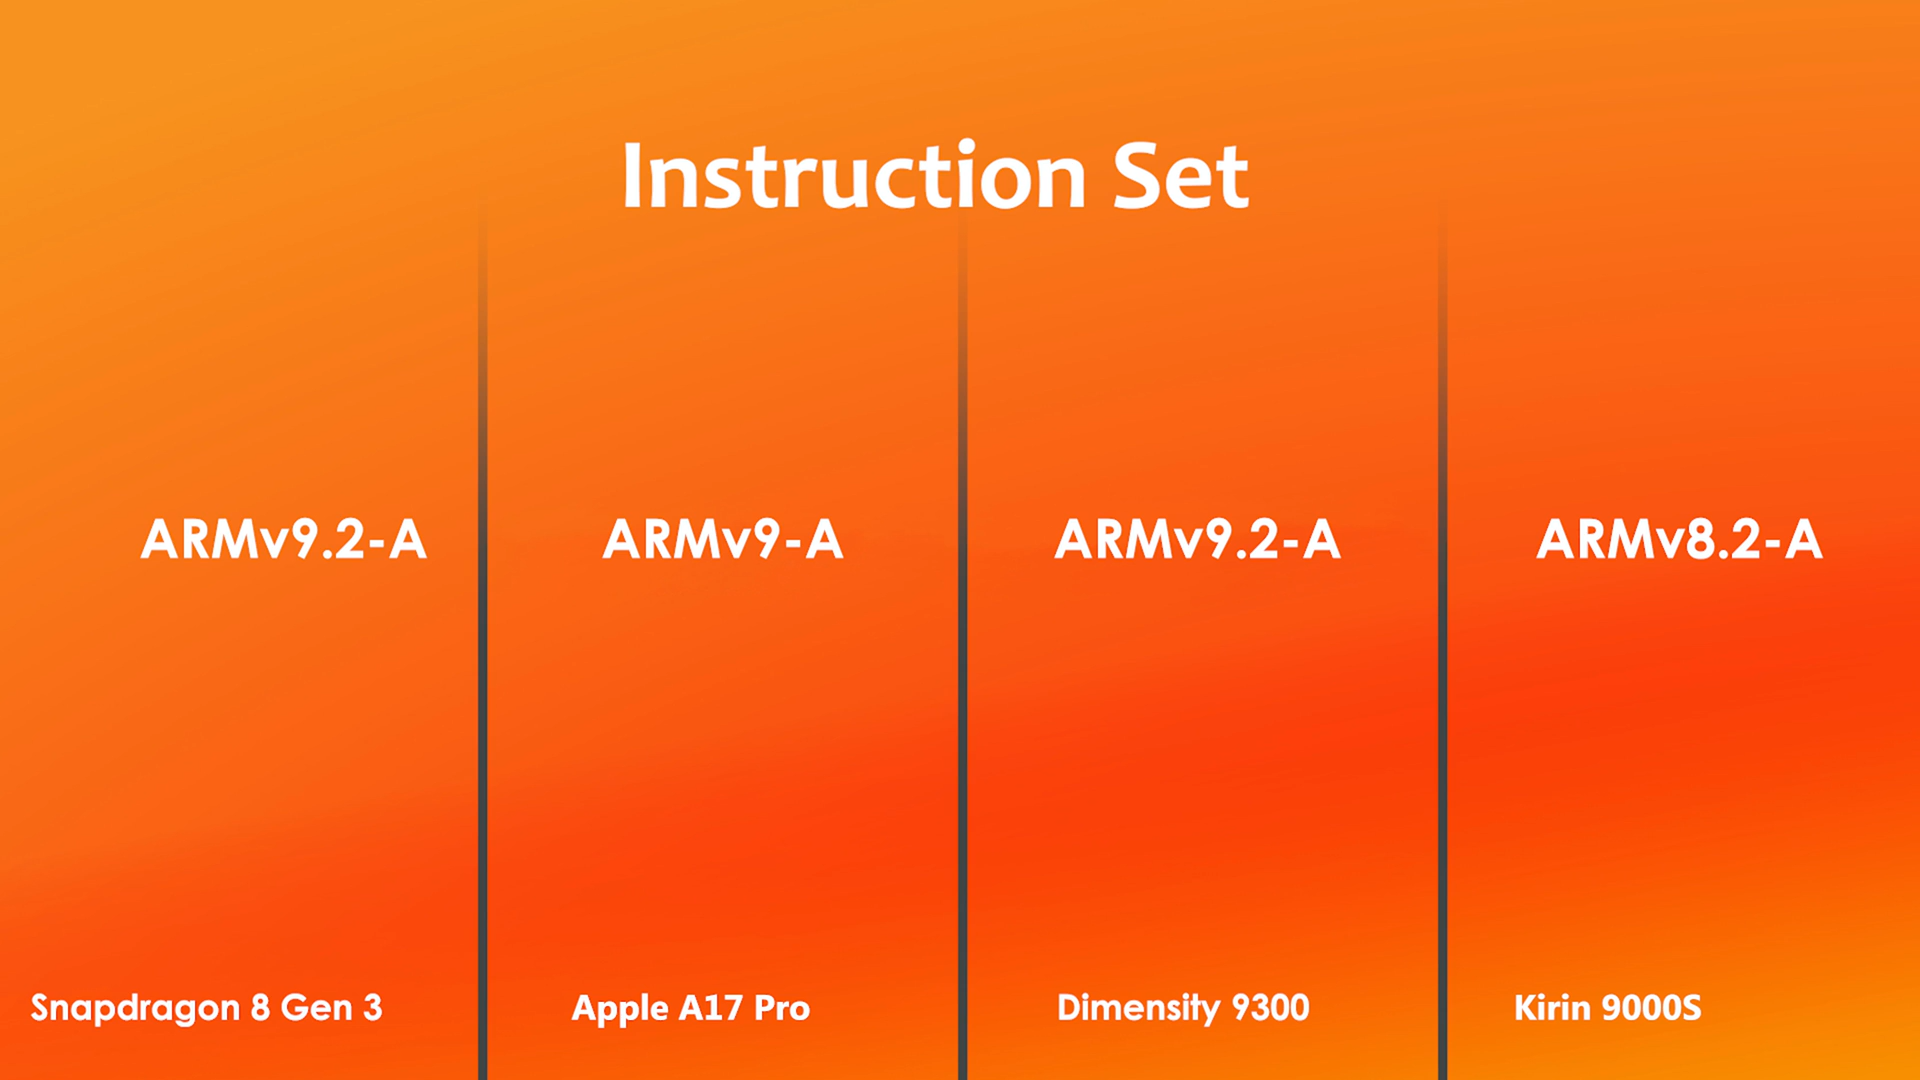 Instruction Set
ARMv9.2-A
ARMv9-A
ARMv9.2-A
ARMv8.2-A
Snapdragon 8 Gen 3
Apple A17 Pro
Dimensity 9300
Kirin 9000S